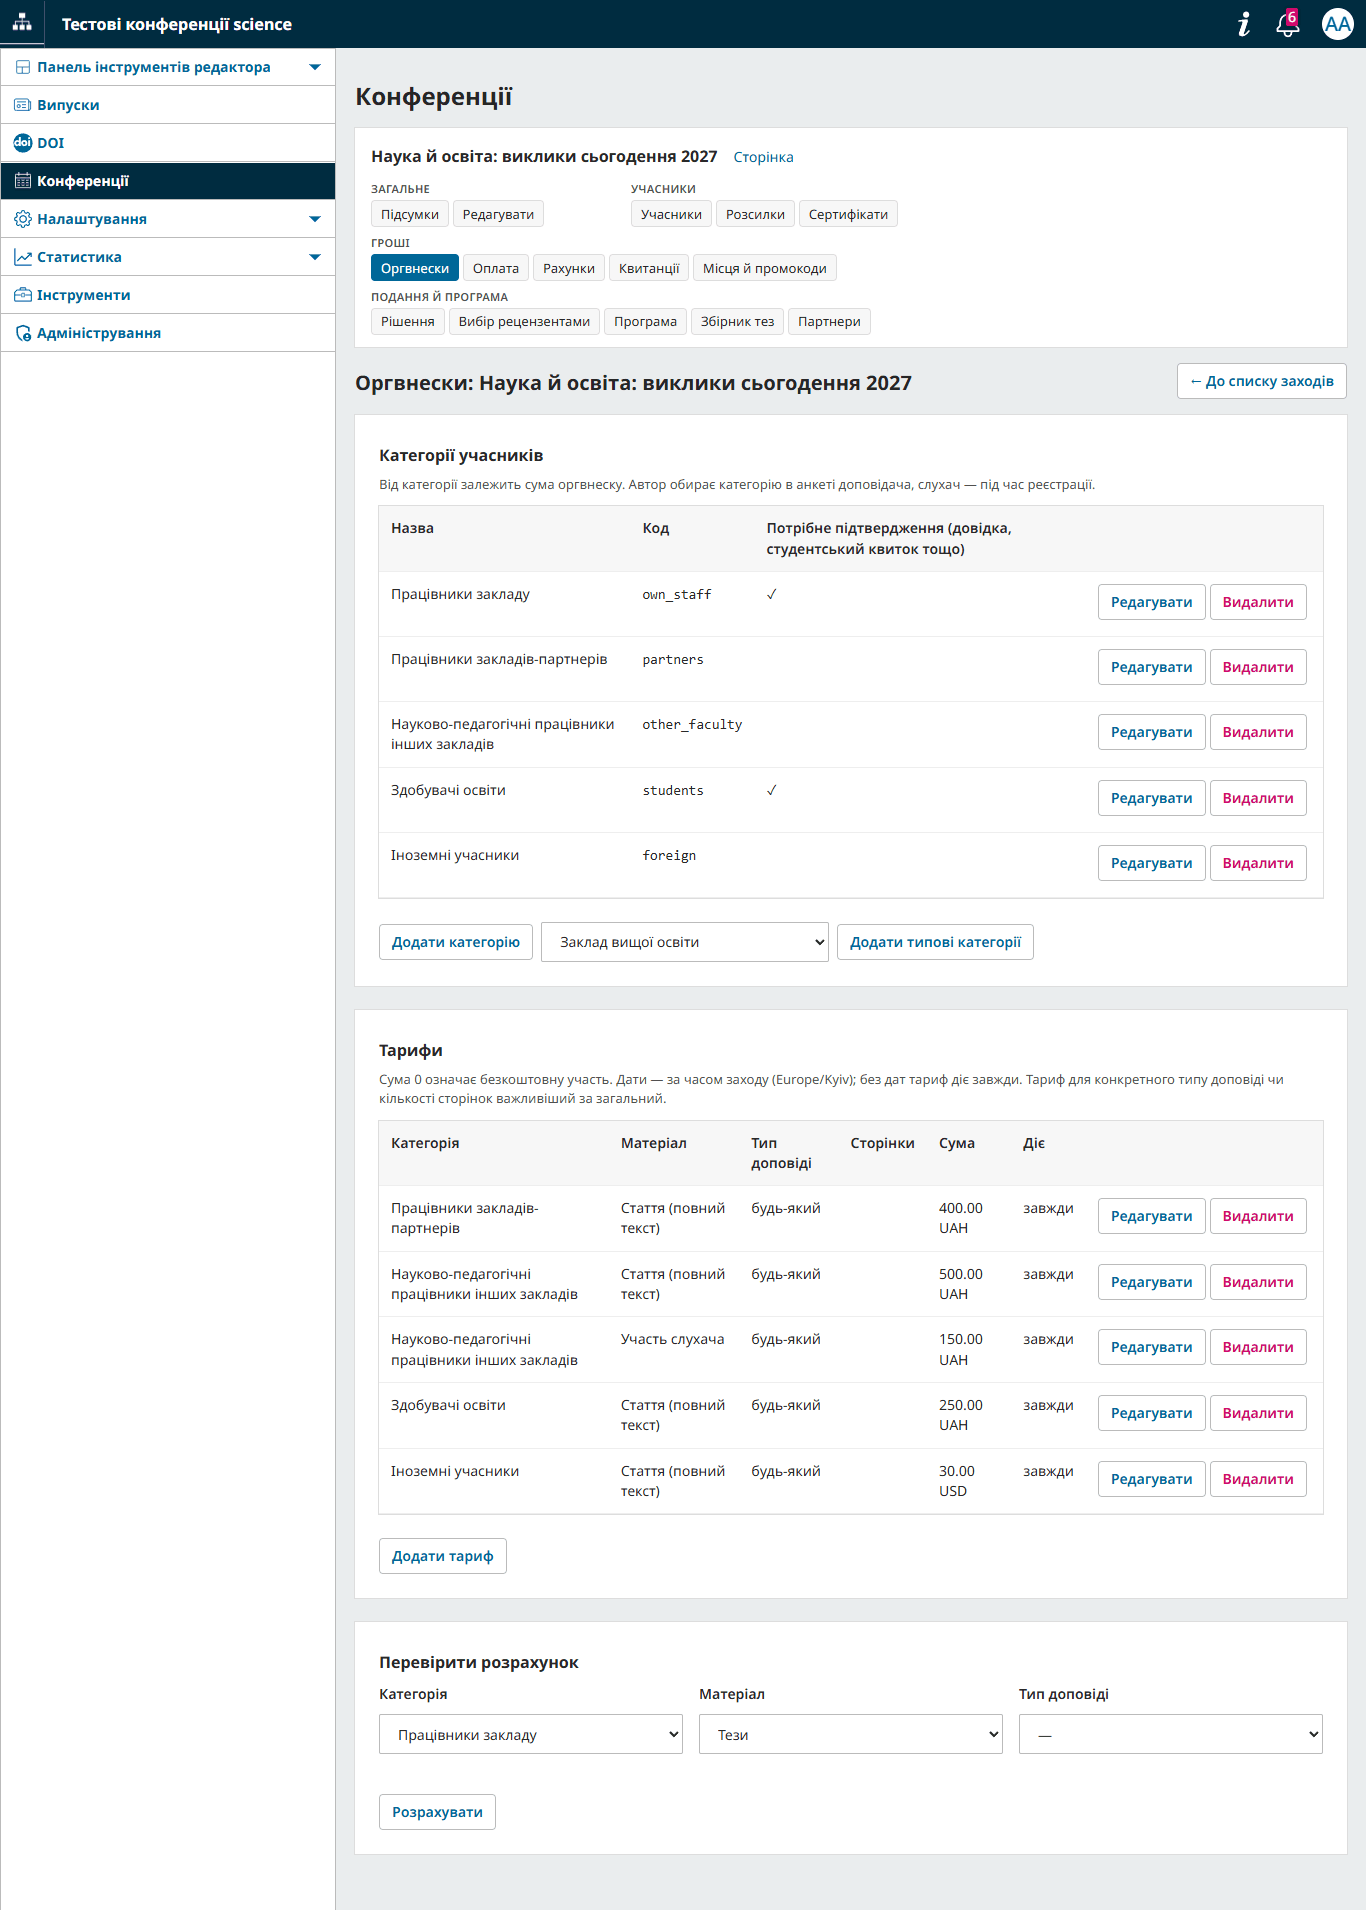 Тестові конференції science
6
AA
Панель інструментів редактора
Випуски
doi DOI
Конференції
Налаштування
Статистика
Інструменти
Адміністрування
Конференції
Наука й освіта: виклики сьогодення 2027 Сторінка
ЗАГАЛЬНЕ УЧАСНИКИ
Підсумки Редагувати Учасники Розсилки Сертифікати
ГРОШІ
Оргвнески Оплата Рахунки Квитанції Місця й промокоди
ПОДАННЯ Й ПРОГРАМА
Рішення Вибір рецензентами Програма Збірник тез Партнери
Оргвнески: Наука й освіта: виклики сьогодення 2027
← До списку заходів
Категорії учасників
Від категорії залежить сума оргвнеску. Автор обирає категорію в анкеті доповідача, слухач — під час реєстрації.
Назва Код Потрібне підтвердження (довідка,
студентський квиток тощо)
Працівники закладу own_staff ✓ Редагувати Видалити
Працівники закладів-партнерів partners Редагувати Видалити
Науково-педагогічні працівники other_faculty Редагувати Видалити
інших закладів
Здобувачі освіти students ✓ Редагувати Видалити
Іноземні учасники foreign Редагувати Видалити
Додати категорію Заклад вищої освіти Додати типові категорії
Тарифи
Сума 0 означає безкоштовну участь. Дати — за часом заходу (Europe/Kyiv); без дат тариф діє завжди. Тариф для конкретного типу доповіді чи
кількості сторінок важливіший за загальний.
Категорія Матеріал Тип Сторінки Сума Діє
доповіді
Працівники закладів- Стаття (повний будь-який 400.00 завжди Редагувати Видалити
партнерів текст) UAH
Науково-педагогічні Стаття (повний будь-який 500.00 завжди Редагувати Видалити
працівники інших закладів текст) UAH
Науково-педагогічні Участь слухача будь-який 150.00 завжди Редагувати Видалити
працівники інших закладів UAH
Здобувачі освіти Стаття (повний будь-який 250.00 завжди Редагувати Видалити
текст) UAH
Іноземні учасники Стаття (повний будь-який 30.00 завжди Редагувати Видалити
текст) USD
Додати тариф
Перевірити розрахунок
Категорія Матеріал Тип доповіді
Працівники закладу Тези —
Розрахувати